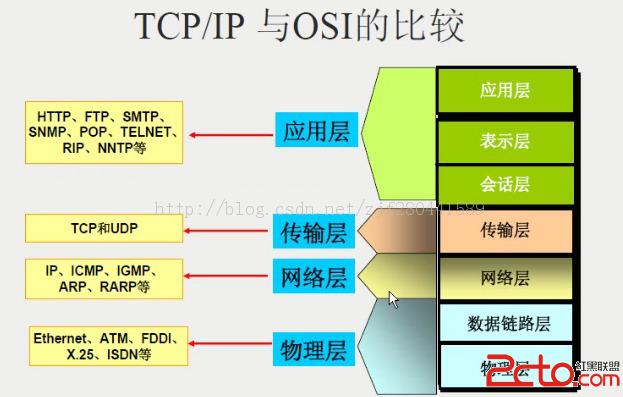 TCP/IP 与OSI的比较
HTTP、FTP、SMTP、
SNMP、POP、TELNET、
RIP、NNTP等
应用层
应用层
表示层
会话层
http://blog.csdn.net/
TCP和UDP
传输层
传输层
IP、ICMP、IGMP、
ARP、RARP等
网络层
网络层
数据链路层
Ethernet、ATM、FDDI、
X.25、ISDN等
物理层
物理层
2cto.com
红黑联盟